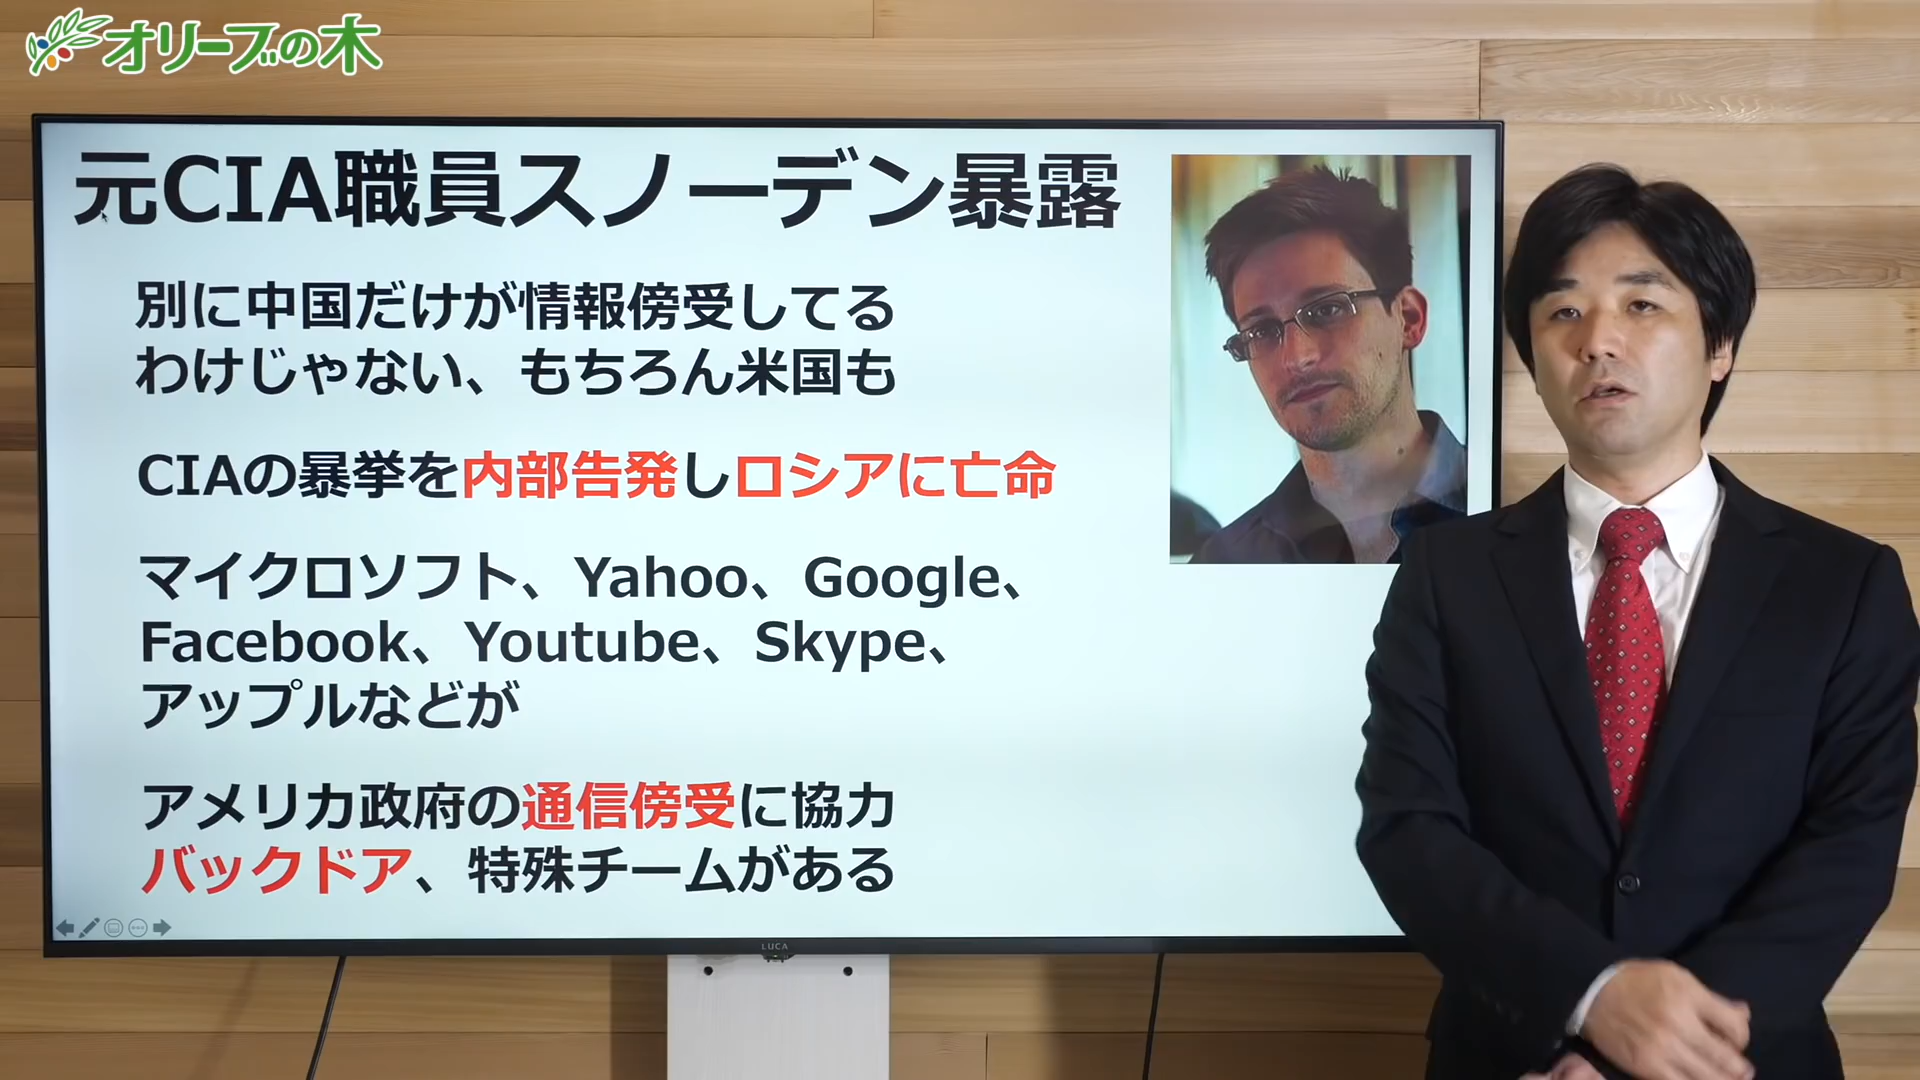 オリーブの木
元CIA職員スノーデン暴露
別に中国だけが情報傍受してる
わけじゃない、もちろん米国も
CIAの暴挙を内部告発しロシアに亡命
マイクロソフト、Yahoo、Google、
Facebook、Youtube、Skype、
アップルなどが
アメリカ政府の通信傍受に協力
バックドア、特殊チームがある
LUCA